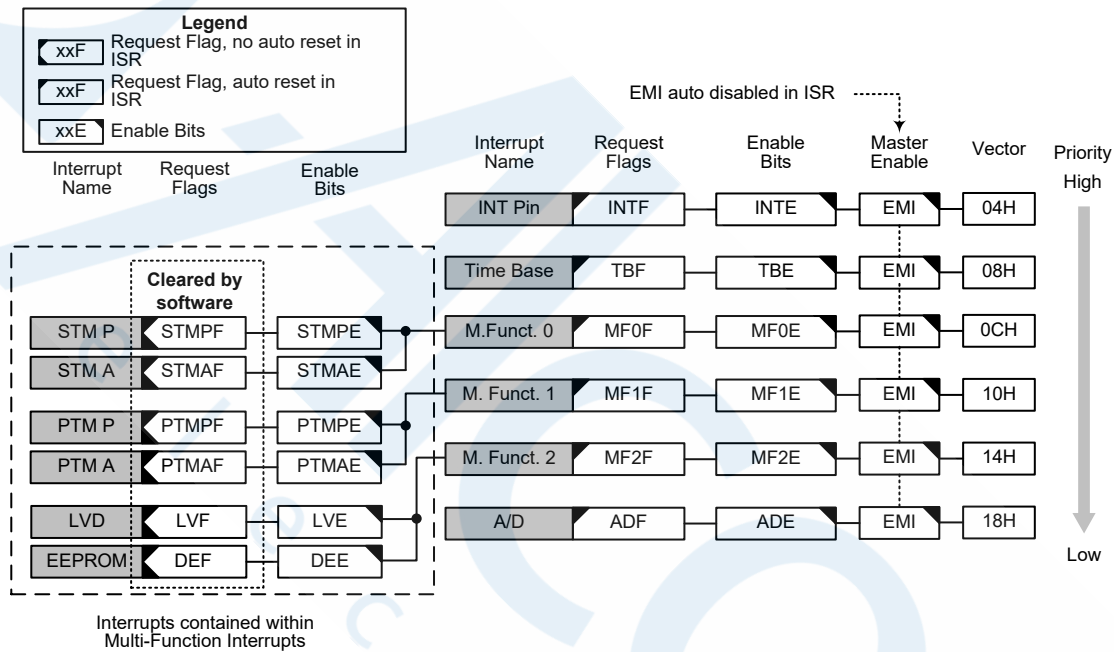 Legend
xxF Request Flag, no auto reset in
ISR
xxF Request Flag, auto reset in
ISR
xxE Enable Bits
Interrupt
Name
Request
Flags
Enable
Bits
EMI auto disabled in ISR
Interrupt
Name
Request
Flags
Enable
Bits
Master
Enable
Vector
Priority
High
INT Pin INTF INTE EMI 04H
Time Base TBF TBE EMI 08H
M.Funct. 0 MF0F MF0E EMI 0CH
M. Funct. 1 MF1F MF1E EMI 10H
M. Funct. 2 MF2F MF2E EMI 14H
A/D ADF ADE EMI 18H
Low
Cleared by
software
STM P STMPF STMPE
STM A STMAF STMAE
PTM P PTMPF PTMPE
PTM A PTMAF PTMAE
LVD LVF LVE
EEPROM DEF DEE
Interrupts contained within
Multi-Function Interrupts